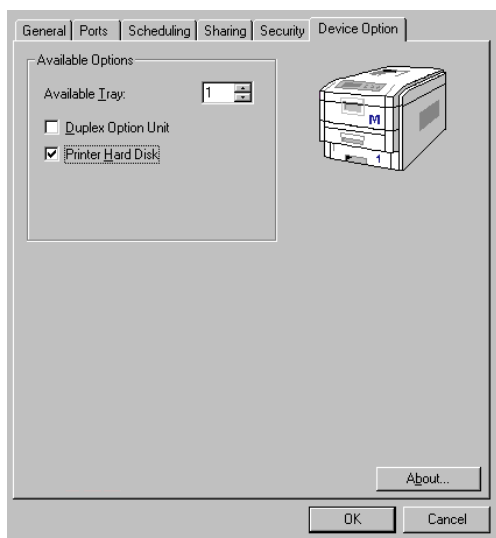 General Ports Scheduling Sharing Security Device Option
Available Options
Available Tray: 1
Duplex Option Unit
Printer Hard Disk
M
1
About...
OK Cancel